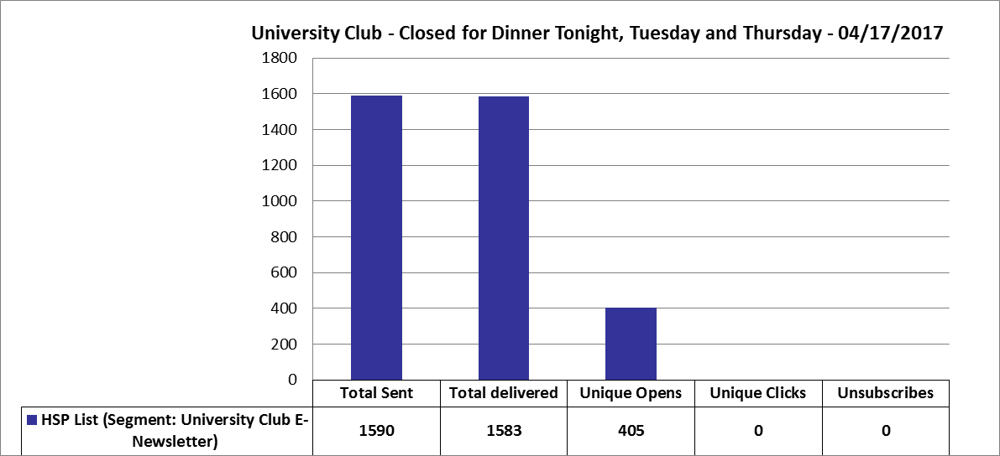 University Club - Closed for Dinner Tonight, Tuesday and Thursday - 04/17/2017
1800
1600
1400
1200
1000
800
600
400
200
0
Total Sent Total delivered Unique Opens Unique Clicks Unsubscribes
HSP List (Segment: University Club E-
Newsletter)
1590 1583 405 0 0